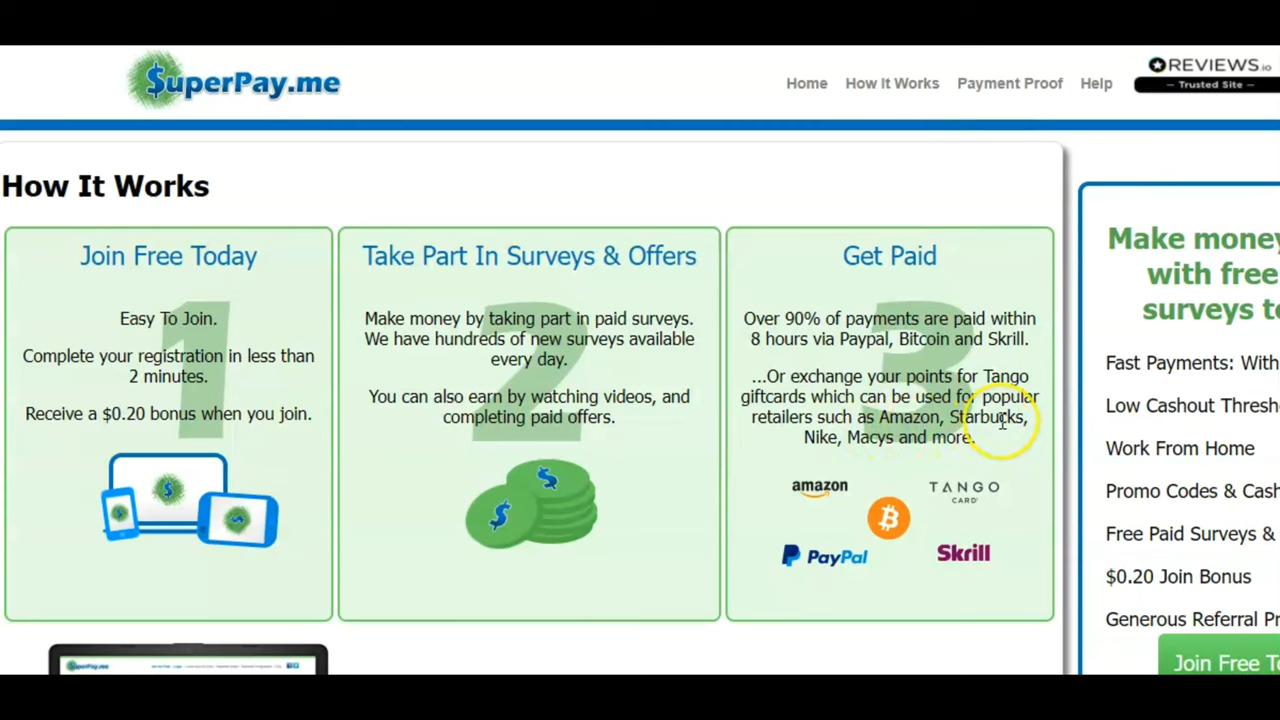 $uperPay.me
Home How It Works Payment Proof Help
REVIEWS.io
— Trusted Site —
How It Works
Join Free Today
1
Easy To Join.
Complete your registration in less than
2 minutes.
Receive a $0.20 bonus when you join.
Take Part In Surveys & Offers
2
Make money by taking part in paid surveys.
We have hundreds of new surveys available
every day.
You can also earn by watching videos, and
completing paid offers.
Get Paid
3
Over 90% of payments are paid within
8 hours via Paypal, Bitcoin and Skrill.
...Or exchange your points for Tango
giftcards which can be used for popular
retailers such as Amazon, Starbucks,
Nike, Macys and more.
amazon
TANGO
CARD
PayPal
Skrill
Make money
with free
surveys to
Fast Payments: With
Low Cashout Thresh
Work From Home
Promo Codes & Cash
Free Paid Surveys &
$0.20 Join Bonus
Generous Referral Pr
Join Free To
$uperPay.me